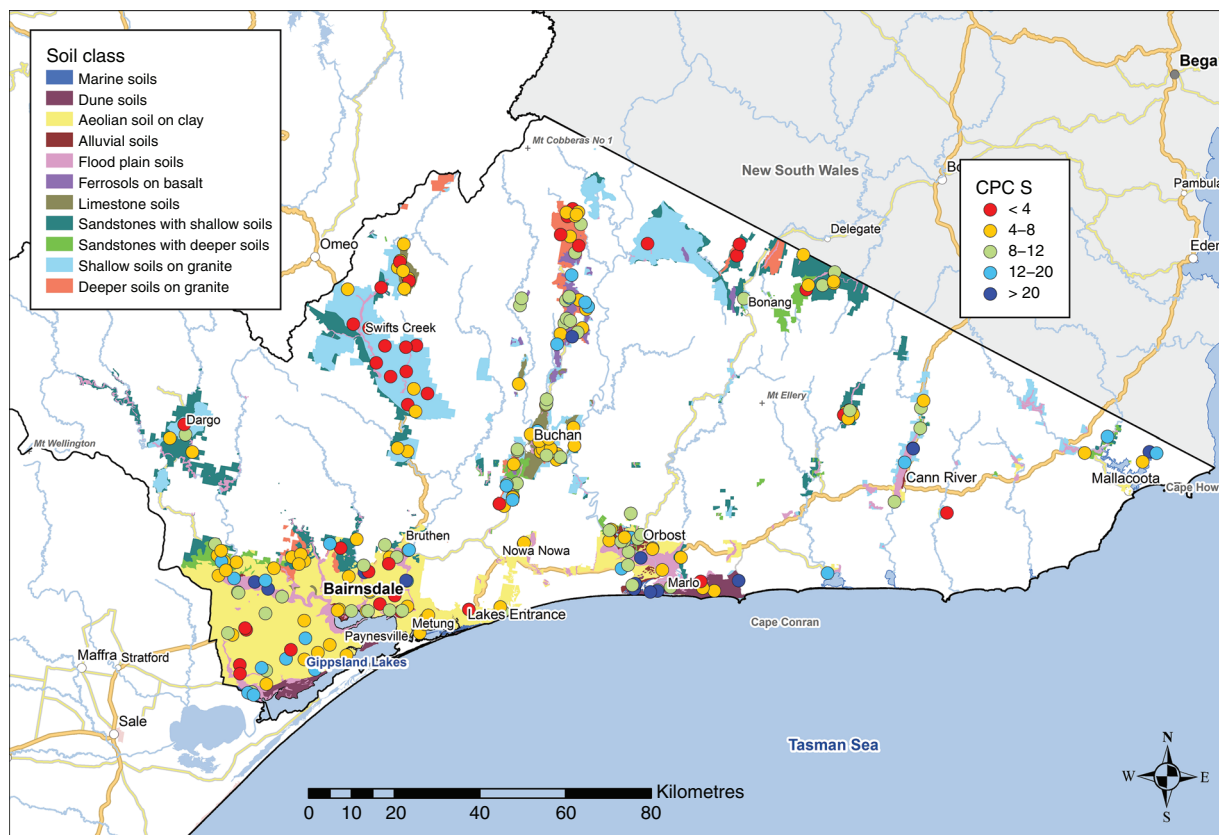 Soil class
Marine soils
Dune soils
Aeolian soil on clay
Alluvial soils
Flood plain soils
Ferrosols on basalt
Limestone soils
Sandstones with shallow soils
Sandstones with deeper soils
Shallow soils on granite
Deeper soils on granite
Bega
Mt Cobberas No 1
New South Wales
CPC S
< 4
4–8
8–12
12–20
> 20
Pambula
Eden
Delegate
Omeo
Bonang
Swifts Creek
Mt Ellery
Dargo
Mt Wellington
Buchan
Cann River
Mallacoota
Cape How
Bruthen
Nowa Nowa
Orbost
Bairnsdale
Marlo
Lakes Entrance
Metung
Cape Conran
Paynesville
Maffra
Stratford
Gippsland Lakes
Sale
Tasman Sea
N
W
E
S
0
10
20
40
60
80
Kilometres